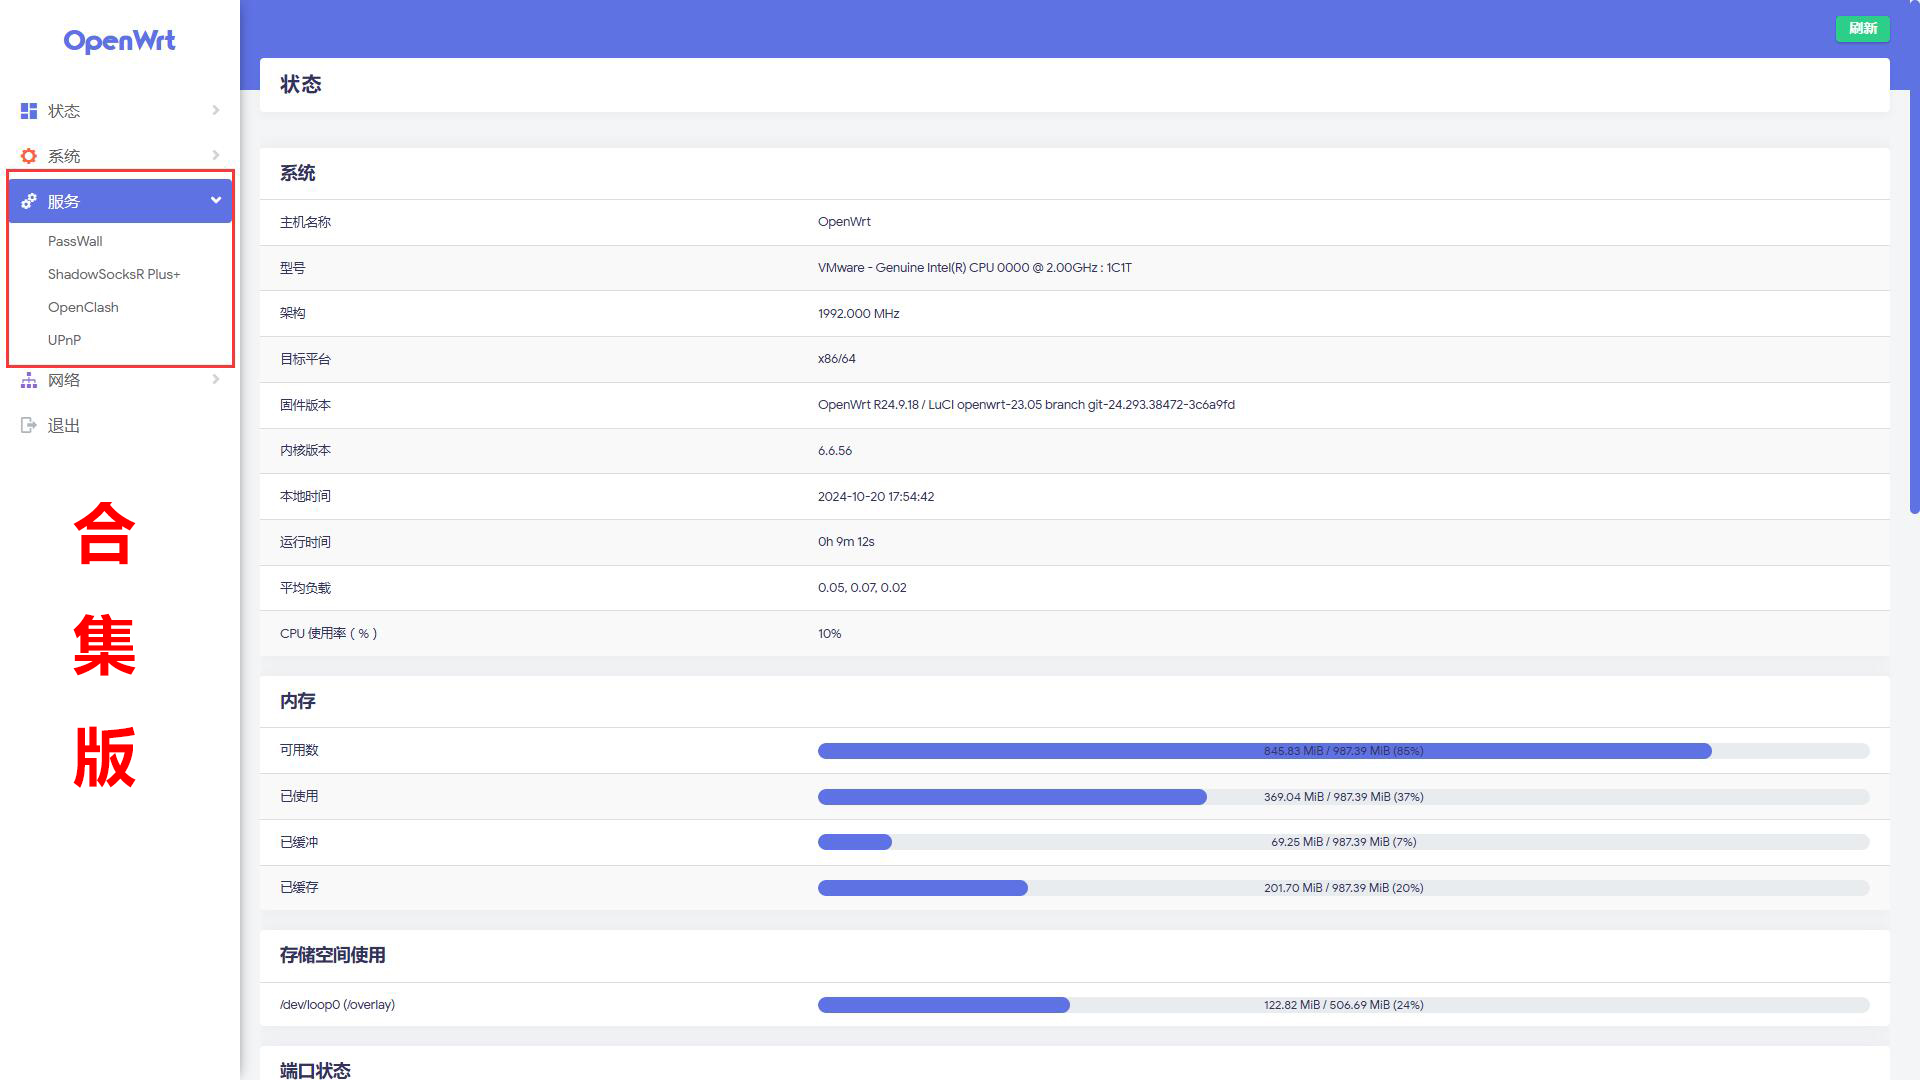 OpenWrt
刷新
状态
系统
服务
PassWall
ShadowSocksR Plus+
OpenClash
UPnP
网络
退出
合
集
版
状态
系统
主机名称 OpenWrt
型号 VMware - Genuine Intel(R) CPU 0000 @ 2.00GHz : 1C1T
架构 1992.000 MHz
目标平台 x86/64
固件版本 OpenWrt R24.9.18 / LuCI openwrt-23.05 branch git-24.293.38472-3c6a9fd
内核版本 6.6.56
本地时间 2024-10-20 17:54:42
运行时间 0h 9m 12s
平均负载 0.05, 0.07, 0.02
CPU 使用率 ( % ) 10%
内存
可用数 845.83 MiB / 987.39 MiB (85%)
已使用 369.04 MiB / 987.39 MiB (37%)
已缓冲 69.25 MiB / 987.39 MiB (7%)
已缓存 201.70 MiB / 987.39 MiB (20%)
存储空间使用
/dev/loop0 (/overlay) 122.82 MiB / 506.69 MiB (24%)
端口状态